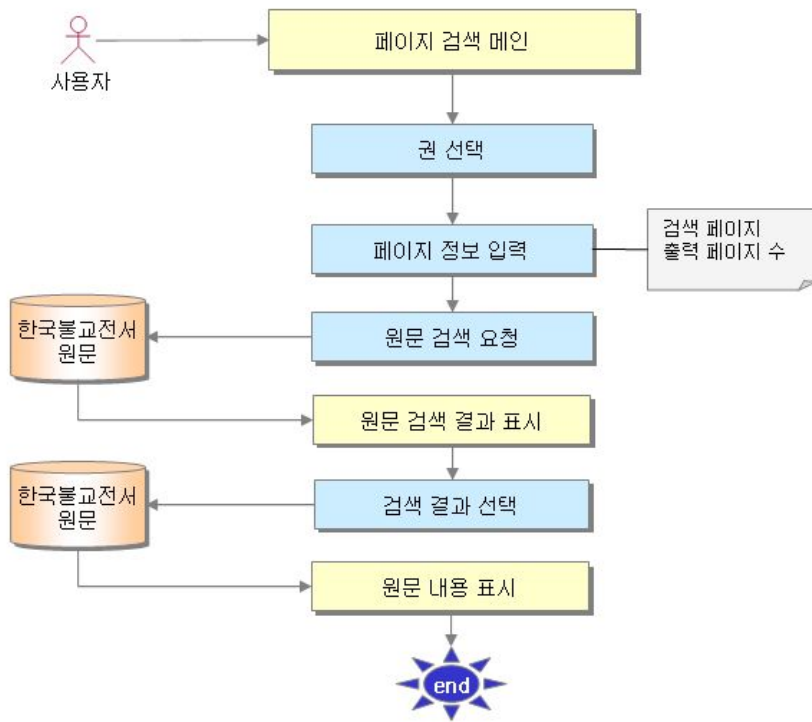 페이지 검색 메인
사용자
권 선택
페이지 정보 입력
검색 페이지
출력 페이지 수
원문 검색 요청
한국불교전서
원문
원문 검색 결과 표시
검색 결과 선택
한국불교전서
원문
원문 내용 표시
end